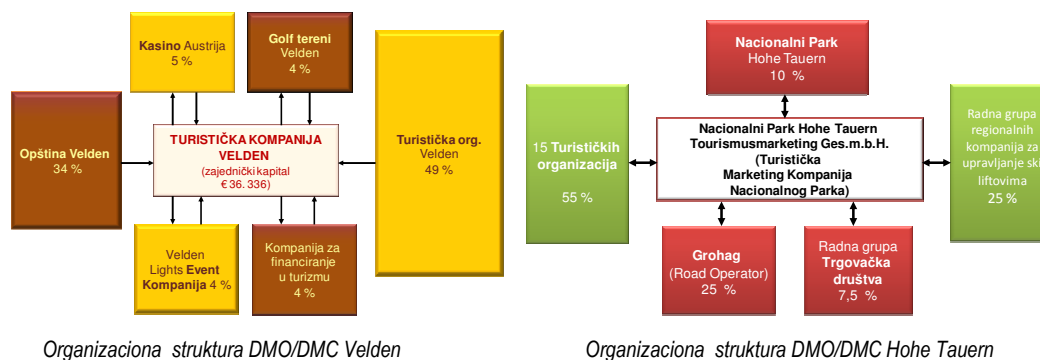 Kasino Austrija
5 %
Golf tereni
Velden
4 %
Opština Velden
34 %
TURISTIČKA KOMPANIJA
VELDEN
(zajednički kapital
€ 36. 336)
Turistička org.
Velden
49 %
Velden
Lights Event
Kompanija 4 %
Kompanija za
financiranje
u turizmu
4 %
Organizaciona struktura DMO/DMC Velden
Nacionalni Park
Hohe Tauern
10 %
15 Turističkih
organizacija
55 %
Nacionalni Park Hohe Tauern
Tourismusmarketing Ges.m.b.H.
(Turistička
Marketing Kompanija
Nacionalnog Parka)
Radna grupa
regionalnih
kompanija za
upravljanje ski
liftovima
25 %
Grohag
(Road Operator)
25 %
Radna grupa
Trgovačka
društva
7,5 %
Organizaciona struktura DMO/DMC Hohe Tauern